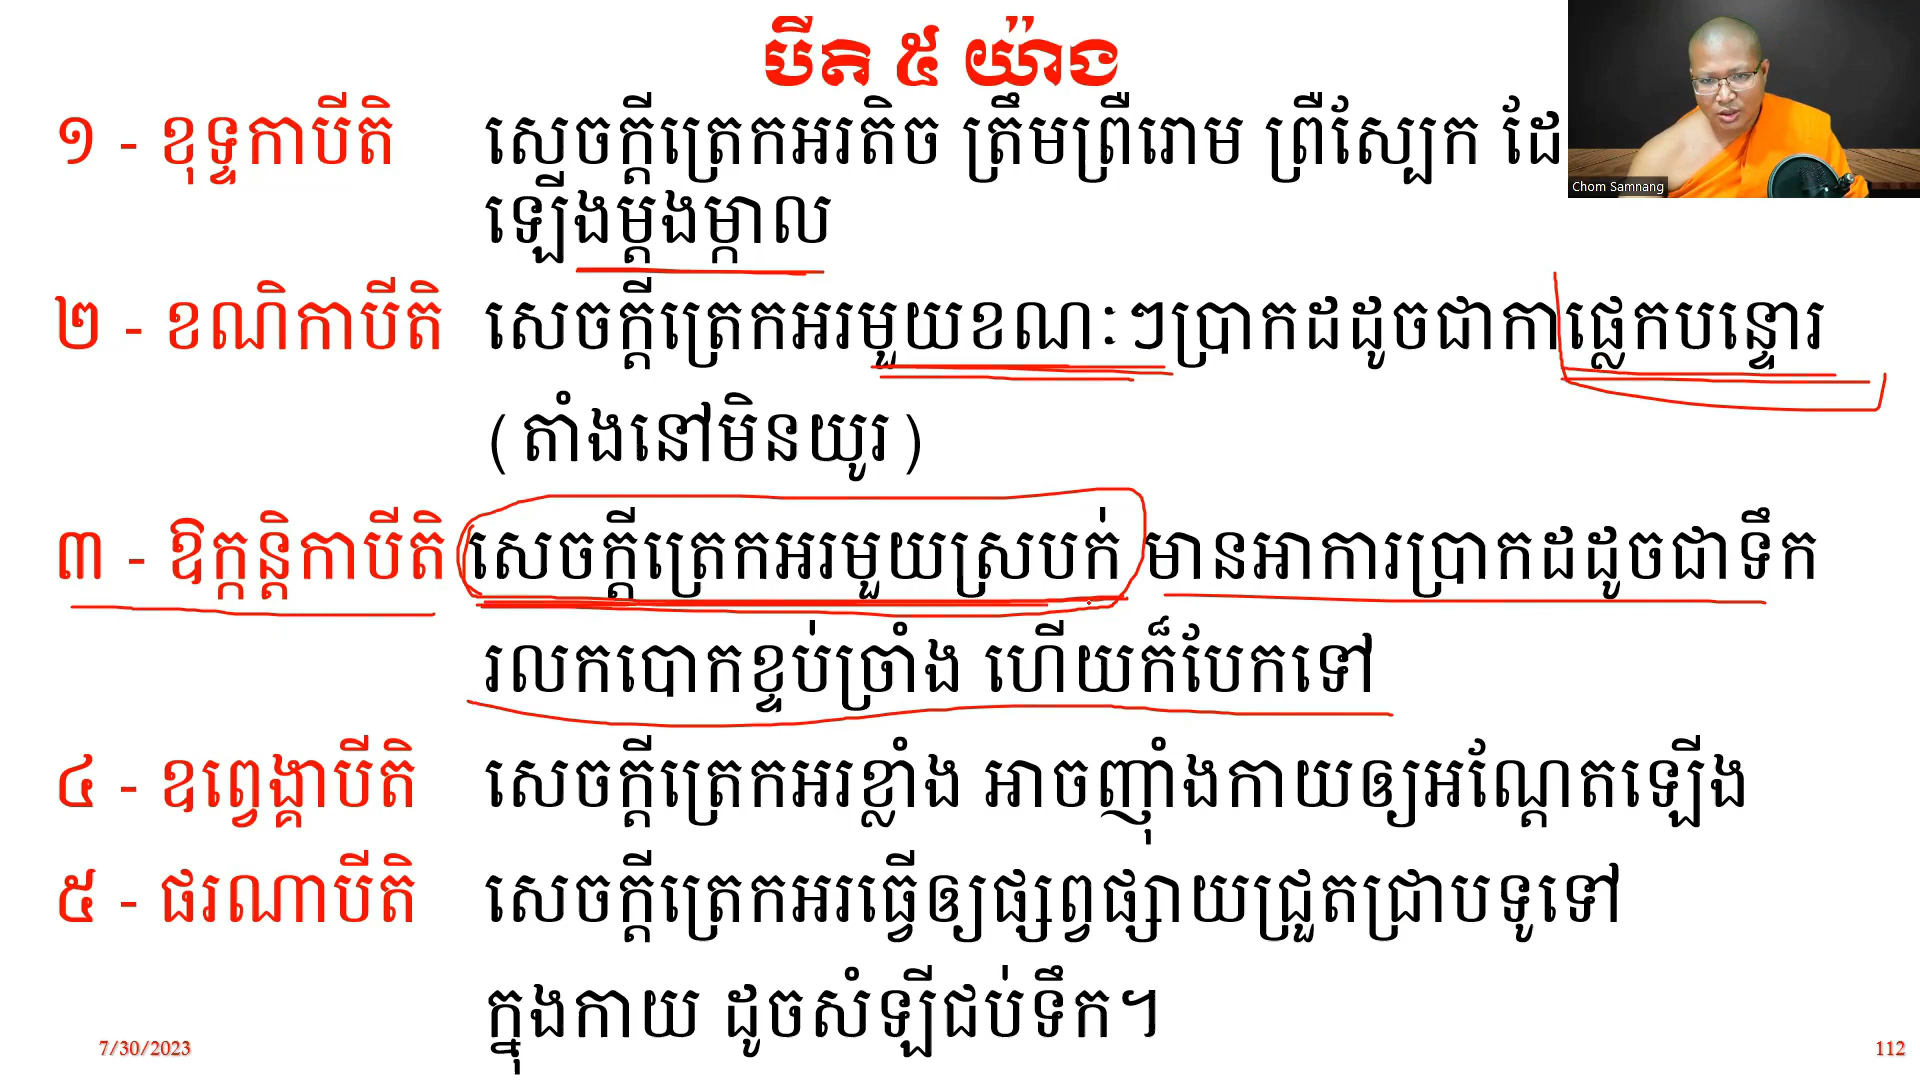 បីតិ ៥ យ៉ាង
១ - ខុទ្ទកាបីតិ សេចក្តីត្រេកអរតិច ត្រឹមព្រឺរោម ព្រឺស្បែក ដែ
ឡើងម្តងម្កាល
២ - ខណិកាបីតិ សេចក្តីត្រេកអរមួយខណៈៗប្រាកដដូចជាកាផ្លេកបន្ទោរ
(តាំងនៅមិនយូរ)
៣ - ឱក្កន្តិកាបីតិ សេចក្តីត្រេកអរមួយស្របក់ មានអាការប្រាកដដូចជាទឹក
រលកបោកខ្ទប់ច្រាំង ហើយក៏បែកទៅ
៤ - ឧព្វេង្គាបីតិ សេចក្តីត្រេកអរខ្លាំង អាចញ៉ាំងកាយឲ្យអណ្តែតឡើង
៥ - ផរណាបីតិ សេចក្តីត្រេកអរធ្វើឲ្យផ្សព្វផ្សាយជ្រួតជ្រាបទូទៅ
ក្នុងកាយ ដូចសំឡីជប់ទឹក។
Chom Samnang
7/30/2023
112